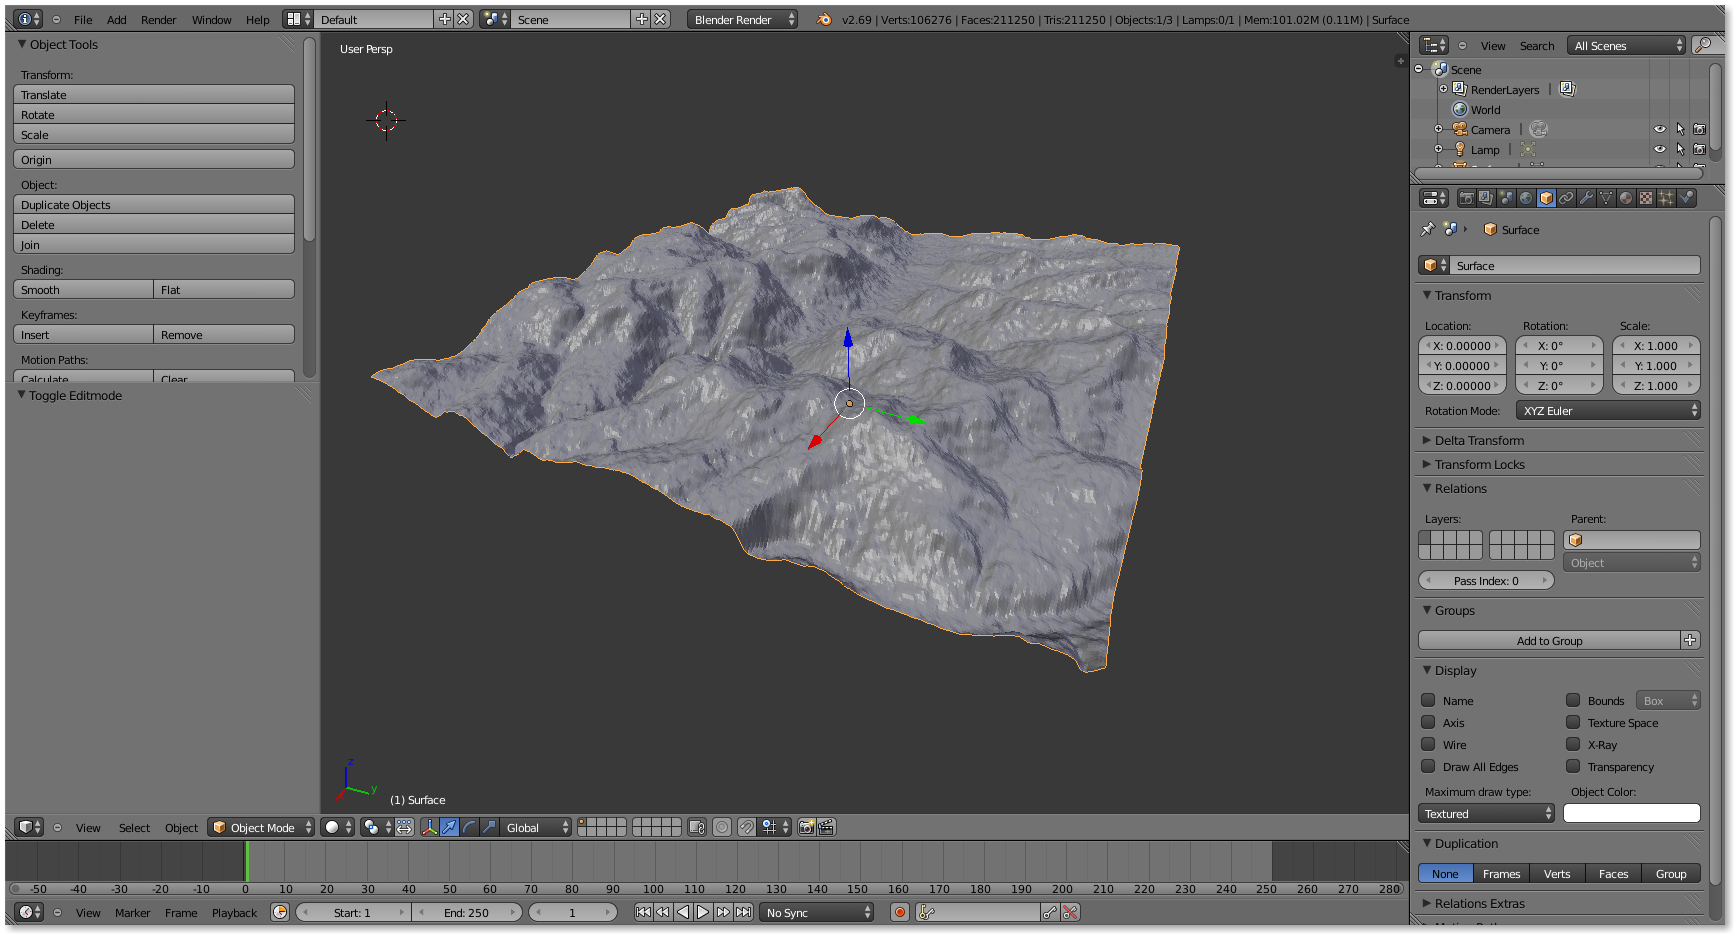 File Add Render Window Help Default Scene Blender Render v2.69 | Verts:106276 | Faces:211250 | Tris:211250 | Objects:1/3 | Lamps:0/1 | Mem:101.02M (0.11M) | Surface
Object Tools
Transform:
Translate
Rotate
Scale
Origin
Object:
Duplicate Objects
Delete
Join
Shading:
Smooth Flat
Keyframes:
Insert Remove
Motion Paths:
Calculate Clear
Toggle Editmode
User Persp
z
y
(1) Surface
View Select Object Object Mode Global
-50 -40 -30 -20 -10 0 10 20 30 40 50 60 70 80 90 100 110 120 130 140 150 160 170 180 190 200 210 220 230 240 250 260 270 280
View Marker Frame Playback Start: 1 End: 250 1 No Sync
View Search All Scenes
Scene
RenderLayers
World
Camera
Lamp
Surface
Surface
Transform
Location: Rotation: Scale:
X: 0.00000 X: 0° X: 1.000
Y: 0.00000 Y: 0° Y: 1.000
Z: 0.00000 Z: 0° Z: 1.000
Rotation Mode: XYZ Euler
Delta Transform
Transform Locks
Relations
Layers: Parent:
Object
Pass Index: 0
Groups
Add to Group
Display
Name Bounds Box
Axis Texture Space
Wire X-Ray
Draw All Edges Transparency
Maximum draw type: Object Color:
Textured
Duplication
None Frames Verts Faces Group
Relations Extras